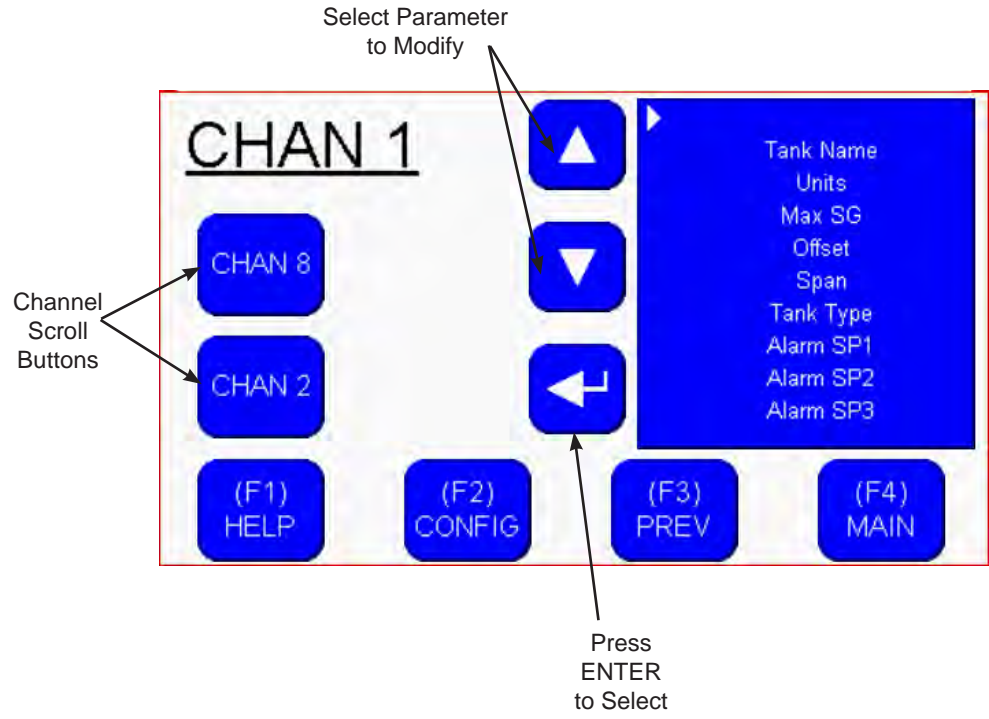 Select Parameter
to Modify
CHAN 1
CHAN 8
CHAN 2
Channel
Scroll
Buttons
Tank Name
Units
Max SG
Offset
Span
Tank Type
Alarm SP1
Alarm SP2
Alarm SP3
(F1)
HELP
(F2)
CONFIG
(F3)
PREV
(F4)
MAIN
Press
ENTER
to Select